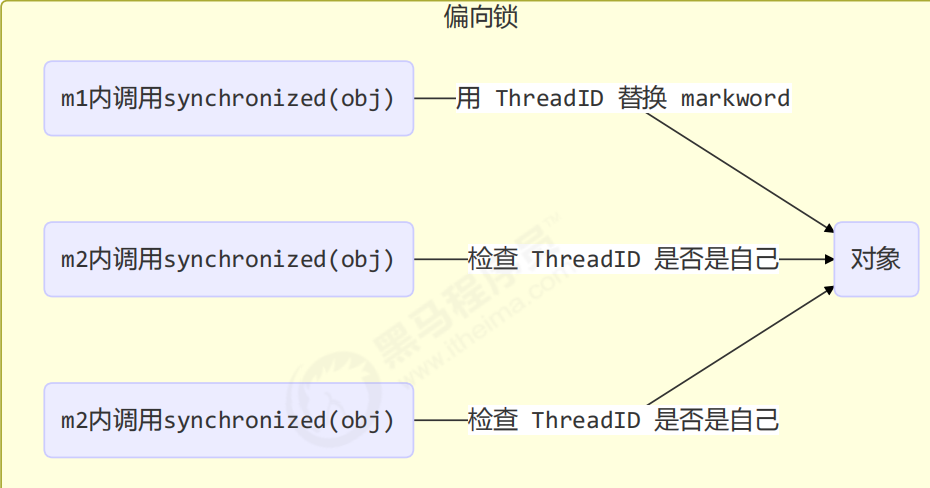 偏向锁
m1内调用synchronized(obj)
用 ThreadID 替换 markword
m2内调用synchronized(obj)
检查 ThreadID 是否是自己
对象
m2内调用synchronized(obj)
检查 ThreadID 是否是自己
黑马程序员
www.itheima.com